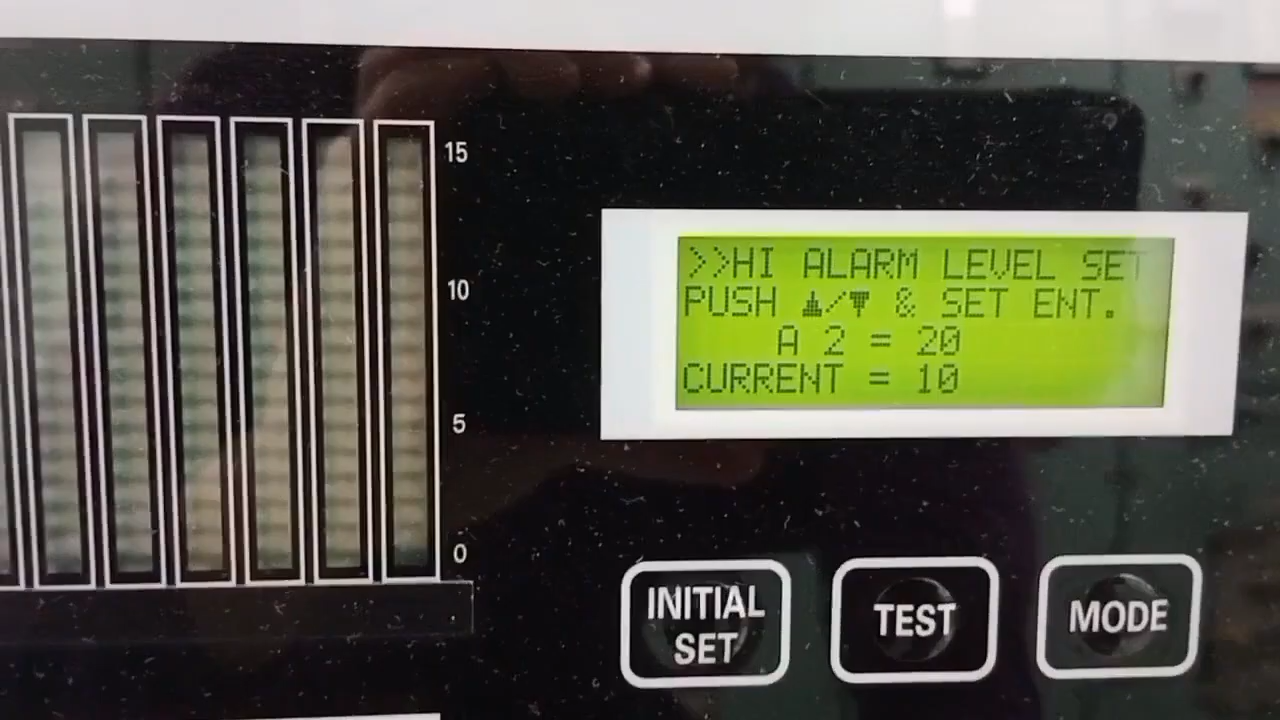 15
10
5
0
>>HI ALARM LEVEL SET
PUSH ▲/▼ & SET ENT.
A 2 = 20
CURRENT = 10
INITIAL
SET
TEST
MODE